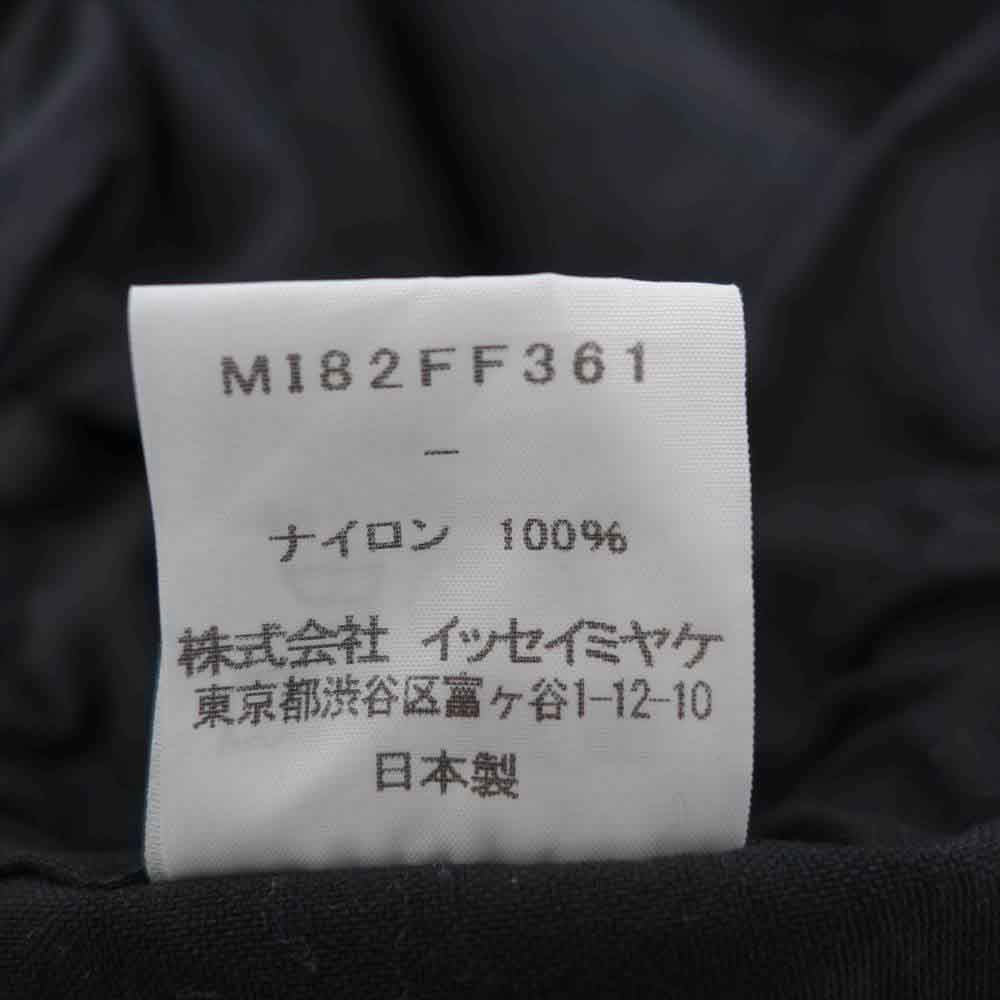 MI82FF361
—
ナイロン 100%
株式会社 イッセイミヤケ
東京都渋谷区富ヶ谷1-12-10
日本製